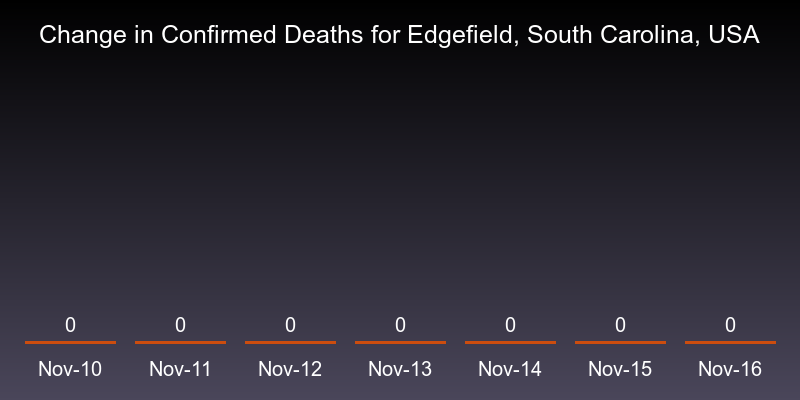 Change in Confirmed Deaths for Edgefield, South Carolina, USA
0 0 0 0 0 0 0
Nov-10 Nov-11 Nov-12 Nov-13 Nov-14 Nov-15 Nov-16